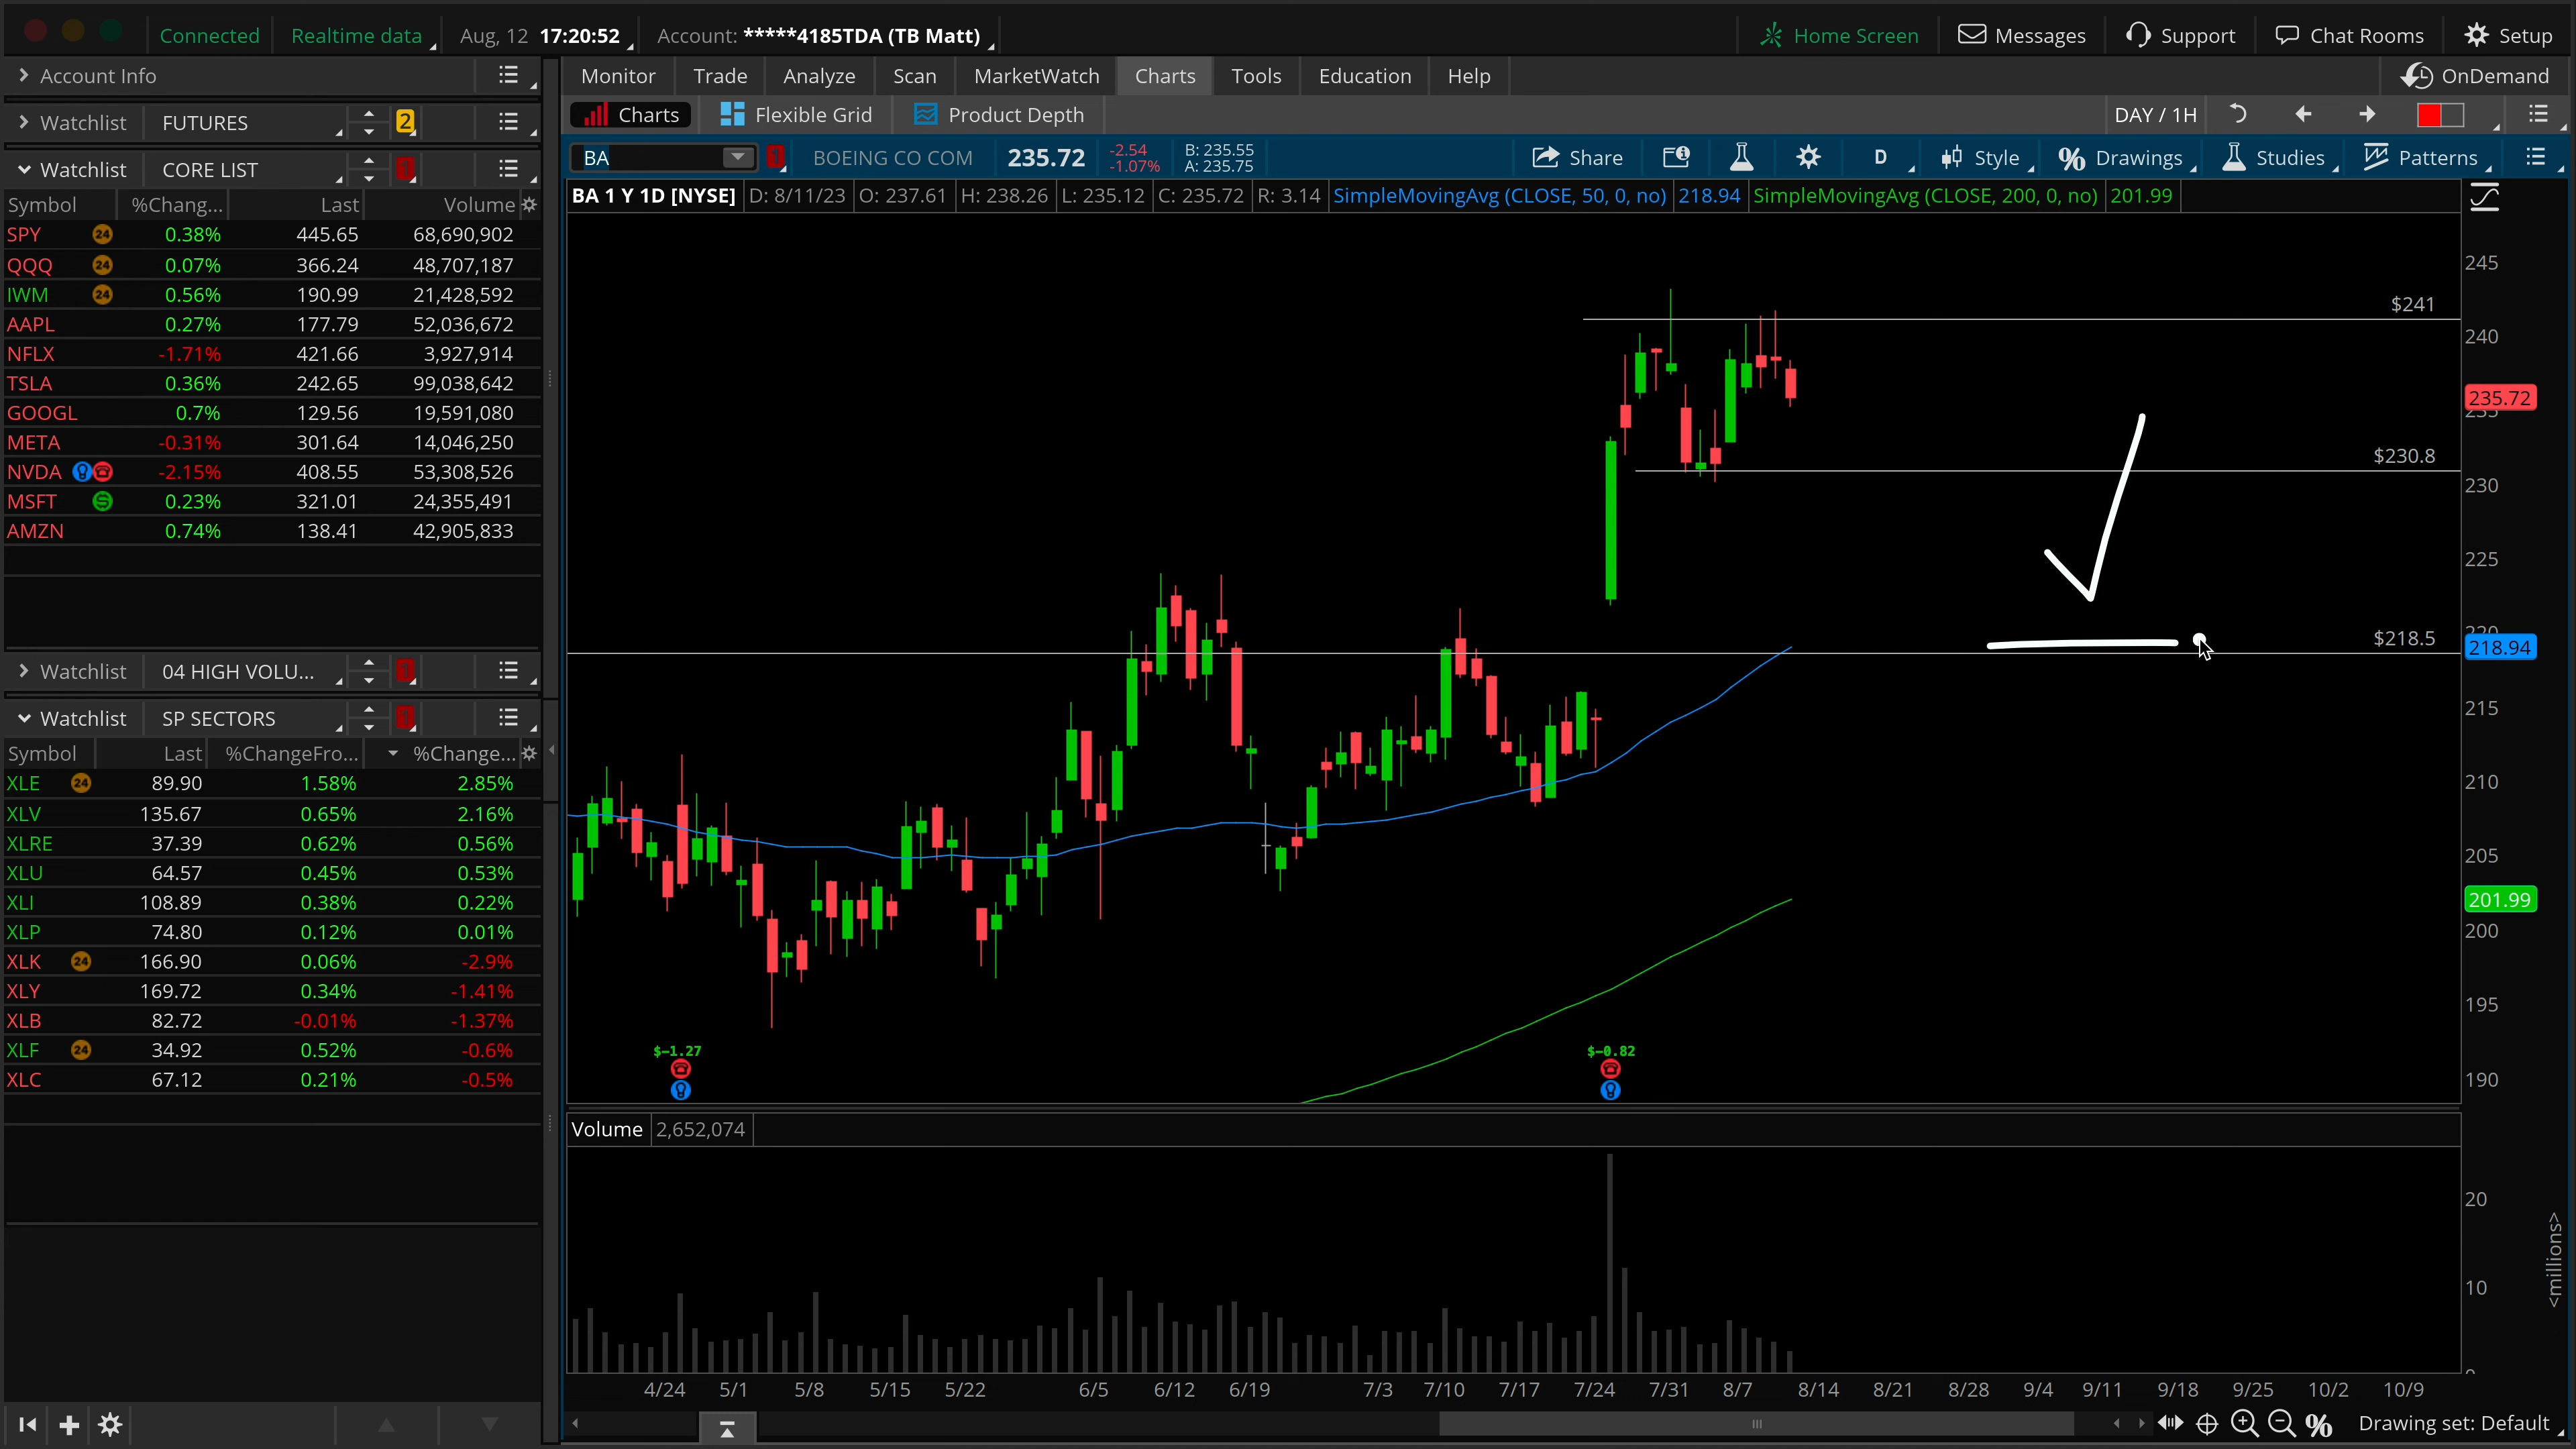 Connected Realtime data Aug, 12 17:20:52 Account: *****4185TDA (TB Matt) Home Screen Messages Support Chat Rooms Setup
Account Info
Monitor Trade Analyze Scan MarketWatch Charts Tools Education Help OnDemand
Watchlist FUTURES 2
Charts Flexible Grid Product Depth DAY / 1H
Watchlist CORE LIST
BA BOEING CO COM 235.72 -2.54 -1.07% B: 235.55 A: 235.75 Share D Style Drawings Studies Patterns
BA 1 Y 1D [NYSE] D: 8/11/23 O: 237.61 H: 238.26 L: 235.12 C: 235.72 R: 3.14 SimpleMovingAvg (CLOSE, 50, 0, no) 218.94 SimpleMovingAvg (CLOSE, 200, 0, no) 201.99
Symbol %Chang... Last Volume
SPY 24 0.38% 445.65 68,690,902
QQQ 24 0.07% 366.24 48,707,187
IWM 24 0.56% 190.99 21,428,592
AAPL 0.27% 177.79 52,036,672
NFLX -1.71% 421.66 3,927,914
TSLA 0.36% 242.65 99,038,642
GOOGL 0.7% 129.56 19,591,080
META -0.31% 301.64 14,046,250
NVDA -2.15% 408.55 53,308,526
MSFT S 0.23% 321.01 24,355,491
AMZN 0.74% 138.41 42,905,833
Watchlist 04 HIGH VOLU...
Watchlist SP SECTORS
Symbol Last %ChangeFro... %Change...
XLE 24 89.90 1.58% 2.85%
XLV 135.67 0.65% 2.16%
XLRE 37.39 0.62% 0.56%
XLU 64.57 0.45% 0.53%
XLI 108.89 0.38% 0.22%
XLP 74.80 0.12% 0.01%
XLK 24 166.90 0.06% -2.9%
XLY 169.72 0.34% -1.41%
XLB 82.72 -0.01% -1.37%
XLF 24 34.92 0.52% -0.6%
XLC 67.12 0.21% -0.5%
245
$241
240
235.72
235
$230.8
230
225
220
$218.5
218.94
215
210
205
201.99
200
195
190
$-1.27
$-0.82
Volume 2,652,074
20
10
<millions>
4/24 5/1 5/8 5/15 5/22 6/5 6/12 6/19 7/3 7/10 7/17 7/24 7/31 8/7 8/14 8/21 8/28 9/4 9/11 9/18 9/25 10/2 10/9
Drawing set: Default